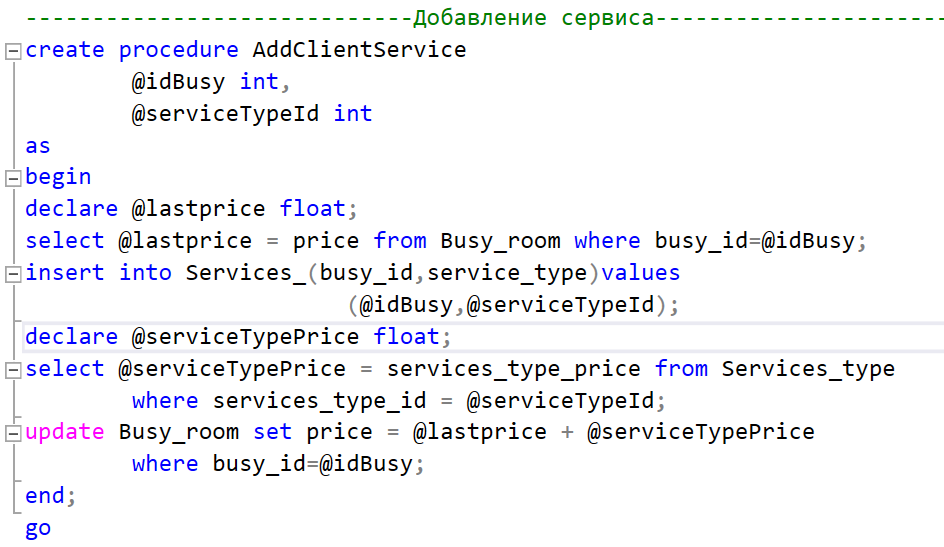 -----------------------------Добавление сервиса----------------------
create procedure AddClientService
@idBusy int,
@serviceTypeId int
as
begin
declare @lastprice float;
select @lastprice = price from Busy_room where busy_id=@idBusy;
insert into Services_(busy_id,service_type)values
(@idBusy,@serviceTypeId);
declare @serviceTypePrice float;
select @serviceTypePrice = services_type_price from Services_type
where services_type_id = @serviceTypeId;
update Busy_room set price = @lastprice + @serviceTypePrice
where busy_id=@idBusy;
end;
go